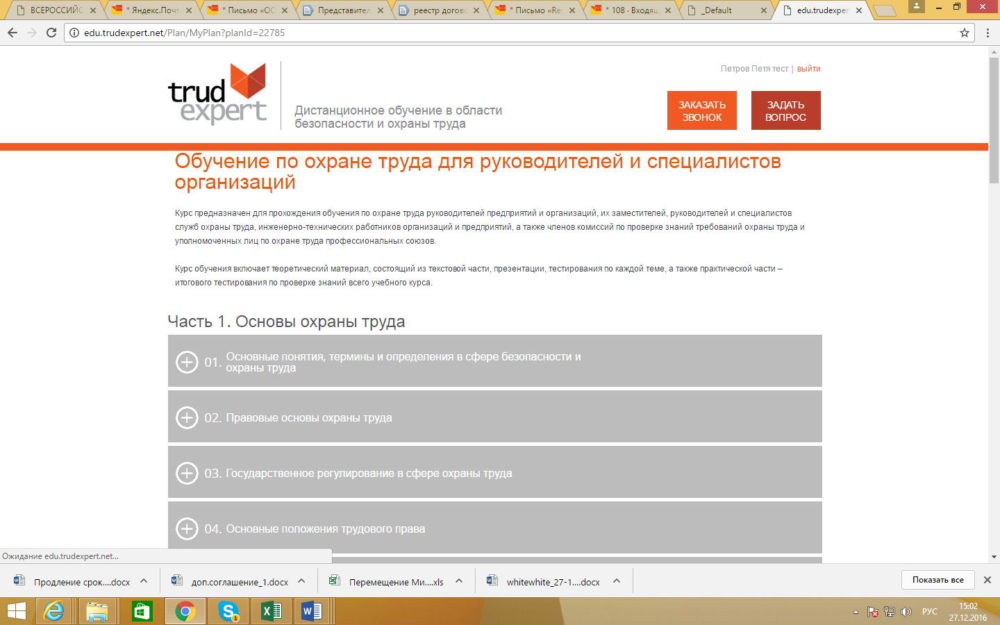 ВСЕРОССИЙС
* Яндекс.Почт
* Письмо «ОС
Представител
реестр догово
* Письмо «Re:
* 108 · Входящ
_Default
edu.trudexper
edu.trudexpert.net/Plan/MyPlan?planId=22785
trud
expert
Дистанционное обучение в области
безопасности и охраны труда
Петров Петя тест | выйти
ЗАКАЗАТЬ
ЗВОНОК
ЗАДАТЬ
ВОПРОС
Обучение по охране труда для руководителей и специалистов
организаций
Курс предназначен для прохождения обучения по охране труда руководителей предприятий и организаций, их заместителей, руководителей и специалистов
служб охраны труда, инженерно-технических работников организаций и предприятий, а также членов комиссий по проверке знаний требований охраны труда и
уполномоченных лиц по охране труда профессиональных союзов.
Курс обучения включает теоретический материал, состоящий из текстовой части, презентации, тестирования по каждой теме, а также практической части –
итогового тестирования по проверке знаний всего учебного курса.
Часть 1. Основы охраны труда
01. Основные понятия, термины и определения в сфере безопасности и
охраны труда
02. Правовые основы охраны труда
03. Государственное регулирование в сфере охраны труда
04. Основные положения трудового права
Ожидание edu.trudexpert.net...
Продление срок....docx
доп.соглашение_1.docx
Перемещение Ми....xls
whitewhite_27-1....docx
Показать все
1
РУС
15:02
27.12.2016